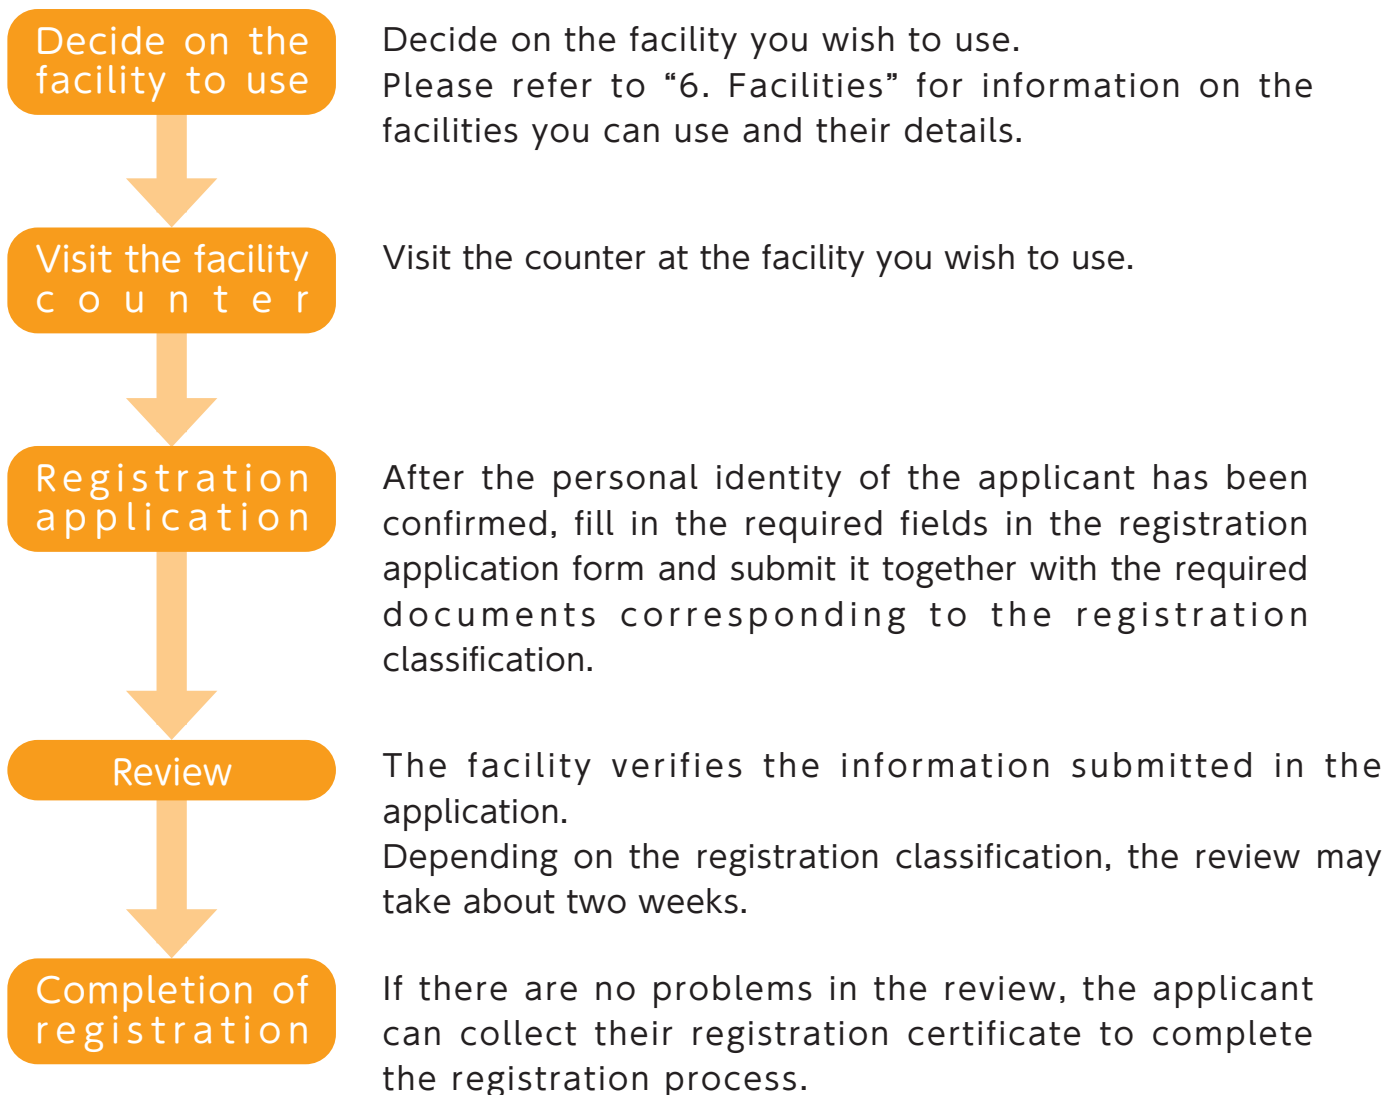 Decide on the
facility to use
Decide on the facility you wish to use.
Please refer to “6. Facilities” for information on the
facilities you can use and their details.
Visit the facility
counter
Visit the counter at the facility you wish to use.
Registration
application
After the personal identity of the applicant has been
confirmed, fill in the required fields in the registration
application form and submit it together with the required
documents corresponding to the registration
classification.
Review
The facility verifies the information submitted in the
application.
Depending on the registration classification, the review may
take about two weeks.
Completion of
registration
If there are no problems in the review, the applicant
can collect their registration certificate to complete
the registration process.